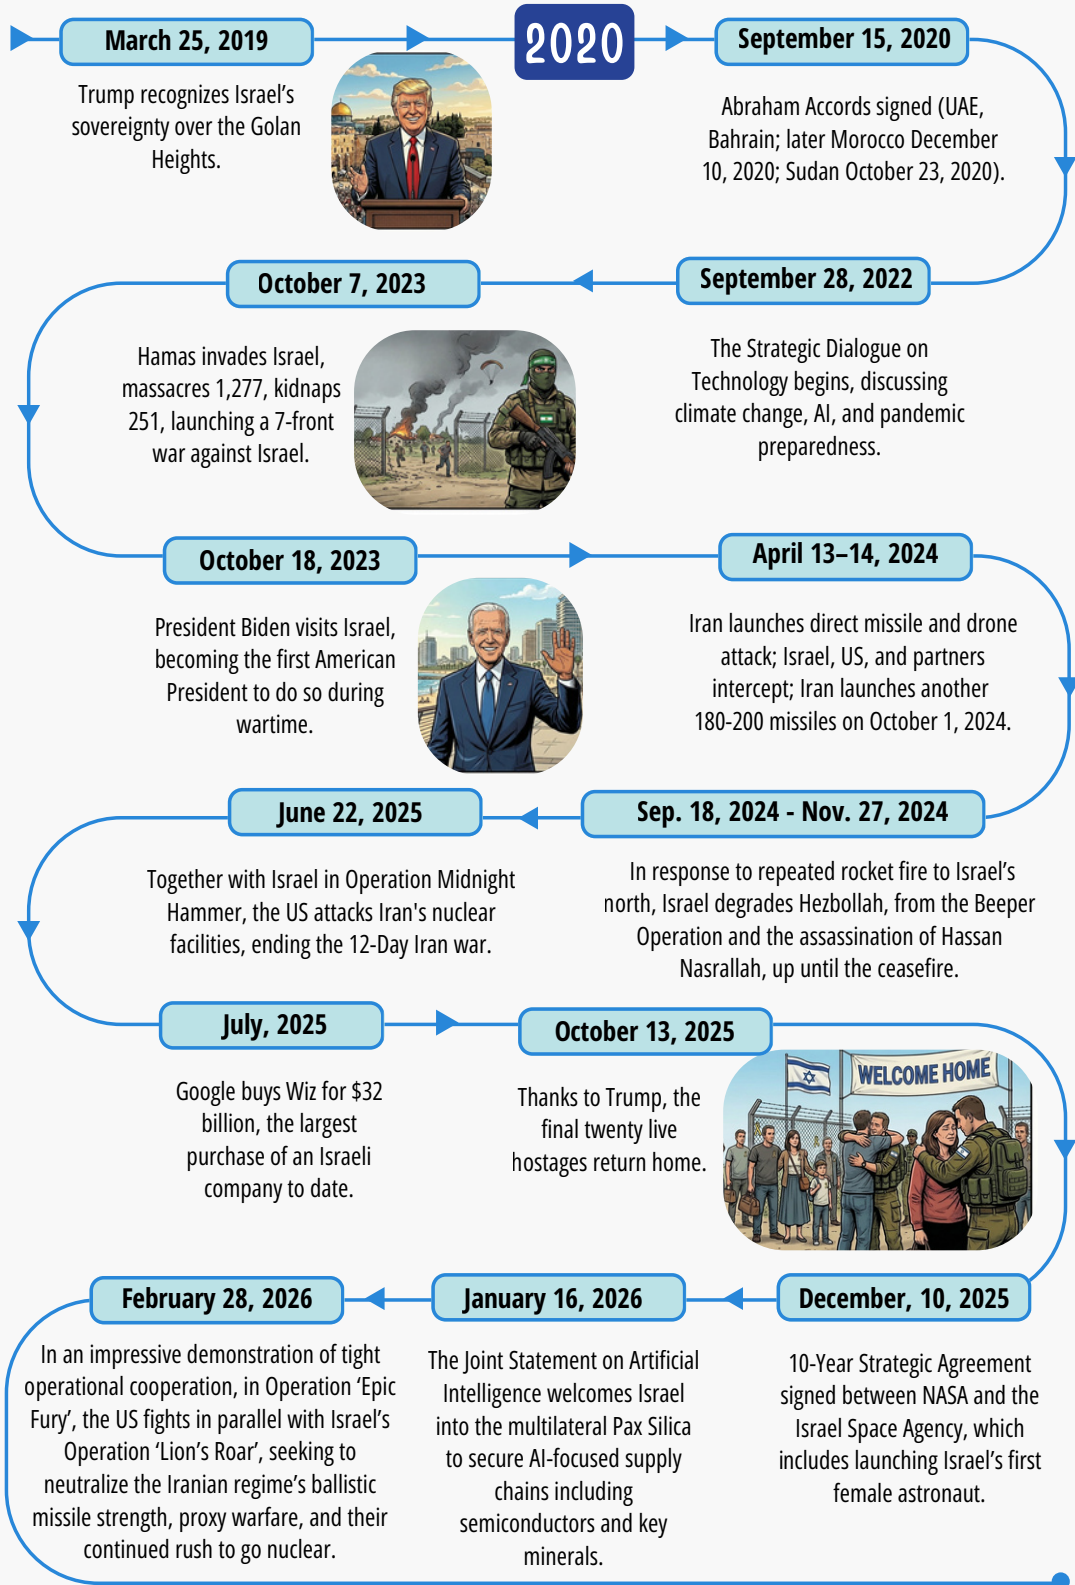 March 25, 2019
Trump recognizes Israel's
sovereignty over the Golan
Heights.
2020
September 15, 2020
Abraham Accords signed (UAE,
Bahrain; later Morocco December
10, 2020; Sudan October 23, 2020).
September 28, 2022
The Strategic Dialogue on
Technology begins, discussing
climate change, AI, and pandemic
preparedness.
October 7, 2023
Hamas invades Israel,
massacres 1,277, kidnaps
251, launching a 7-front
war against Israel.
October 18, 2023
President Biden visits Israel,
becoming the first American
President to do so during
wartime.
April 13–14, 2024
Iran launches direct missile and drone
attack; Israel, US, and partners
intercept; Iran launches another
180-200 missiles on October 1, 2024.
Sep. 18, 2024 - Nov. 27, 2024
In response to repeated rocket fire to Israel's
north, Israel degrades Hezbollah, from the Beeper
Operation and the assassination of Hassan
Nasrallah, up until the ceasefire.
June 22, 2025
Together with Israel in Operation Midnight
Hammer, the US attacks Iran's nuclear
facilities, ending the 12-Day Iran war.
July, 2025
Google buys Wiz for $32
billion, the largest
purchase of an Israeli
company to date.
October 13, 2025
Thanks to Trump, the
final twenty live
hostages return home.
WELCOME HOME
December, 10, 2025
10-Year Strategic Agreement
signed between NASA and the
Israel Space Agency, which
includes launching Israel's first
female astronaut.
January 16, 2026
The Joint Statement on Artificial
Intelligence welcomes Israel
into the multilateral Pax Silica
to secure AI-focused supply
chains including
semiconductors and key
minerals.
February 28, 2026
In an impressive demonstration of tight
operational cooperation, in Operation ‘Epic
Fury’, the US fights in parallel with Israel's
Operation ‘Lion's Roar’, seeking to
neutralize the Iranian regime's ballistic
missile strength, proxy warfare, and their
continued rush to go nuclear.